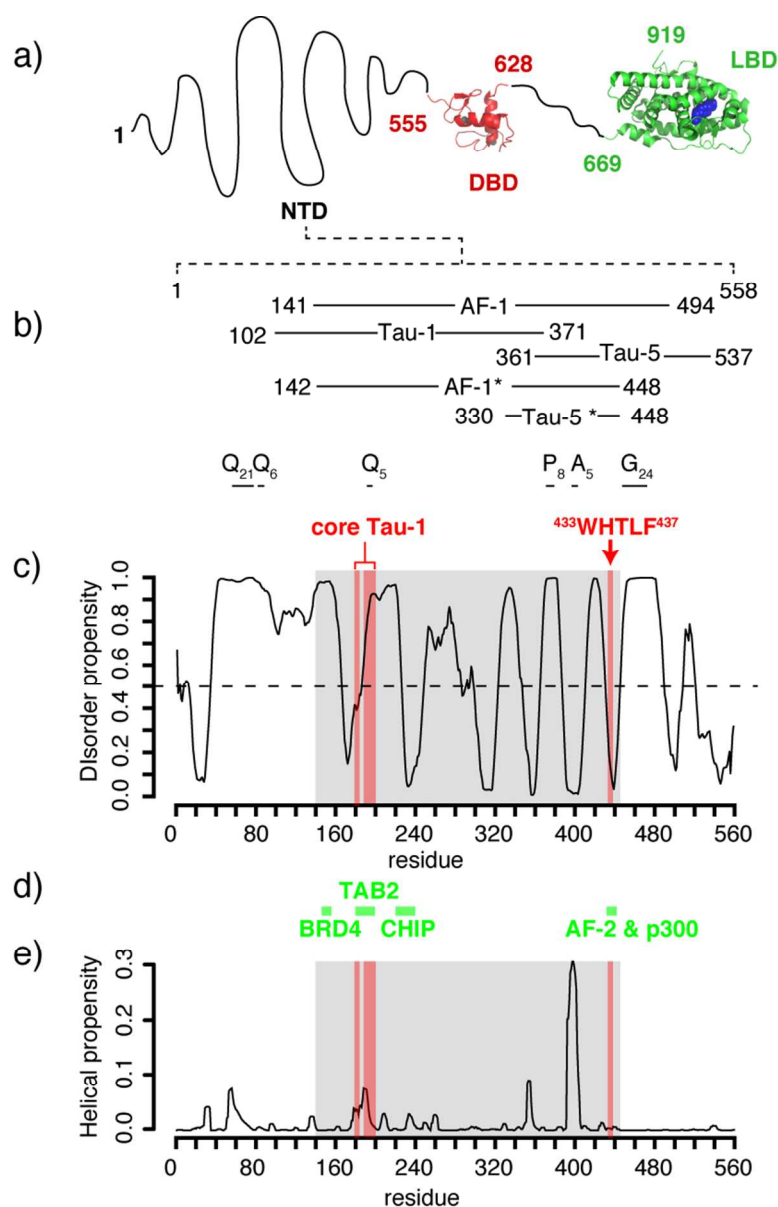 a)
919
LBD
628
1
555
669
DBD
NTD
1
558
b)
141 AF-1 494
102 Tau-1 371
361 Tau-5 537
142 AF-1* 448
330 Tau-5 * 448
Q21 Q6 Q5 P8 A5 G24
core Tau-1
433WHTLF437
c)
DIsorder propensity
1.0
0.8
0.6
0.4
0.2
0.0
0 80 160 240 320 400 480 560
residue
d)
TAB2
BRD4 CHIP AF-2 & p300
e)
Helical propensity
0.3
0.2
0.1
0.0
0 80 160 240 320 400 480 560
residue